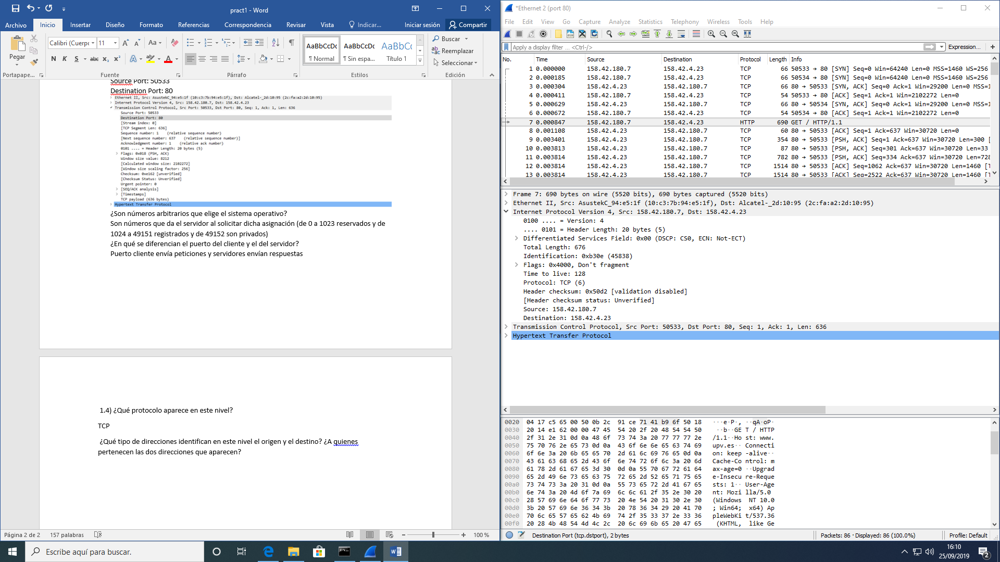 pract1 - Word
Archivo Inicio Insertar Diseño Formato Referencias Correspondencia Revisar Vista Indicar... Iniciar sesión Compartir
Pegar
Calibri (Cuerpo 11
N K S abc x₂ x²
AaBbCcDc AaBbCcDc AaBbCc
¶ Normal ¶ Sin espa... Título 1
Buscar
Reemplazar
Seleccionar
Portapape... Fuente Párrafo Estilos Edición
Source Port: 50533
Destination Port: 80
Ethernet II, Src: AsustekC_94:e5:1f (10:c3:7b:94:e5:1f), Dst: Alcatel-_2d:10:95 (2c:fa:a2:2d:10:95)
Internet Protocol Version 4, Src: 158.42.180.7, Dst: 158.42.4.23
Transmission Control Protocol, Src Port: 50533, Dst Port: 80, Seq: 1, Ack: 1, Len: 636
Source Port: 50533
Destination Port: 80
[Stream index: 0]
[TCP Segment Len: 636]
Sequence number: 1 (relative sequence number)
[Next sequence number: 637 (relative sequence number)]
Acknowledgment number: 1 (relative ack number)
0101 .... = Header Length: 20 bytes (5)
Flags: 0x018 (PSH, ACK)
Window size value: 8212
[Calculated window size: 2102272]
[Window size scaling factor: 256]
Checksum: 0xe162 [unverified]
[Checksum Status: Unverified]
Urgent pointer: 0
[SEQ/ACK analysis]
[Timestamps]
TCP payload (636 bytes)
Hypertext Transfer Protocol
¿Son números arbitrarios que elige el sistema operativo?
Son números que da el servidor al solicitar dicha asignación (de 0 a 1023 reservados y de
1024 a 49151 registrados y de 49152 son privados)
¿En qué se diferencian el puerto del cliente y el del servidor?
Puerto cliente envía peticiones y servidores envían respuestas
1.4) ¿Qué protocolo aparece en este nivel?
TCP
¿Qué tipo de direcciones identifican en este nivel el origen y el destino? ¿A quienes
pertenecen las dos direcciones que aparecen?
Página 2 de 2 157 palabras 100 %
*Ethernet 2 (port 80)
File Edit View Go Capture Analyze Statistics Telephony Wireless Tools Help
Apply a display filter ... <Ctrl-/> Expression... +
No. Time Source Destination Protocol Length Info
1 0.000000 158.42.180.7 158.42.4.23 TCP 66 50533 → 80 [SYN] Seq=0 Win=64240 Len=0 MSS=1460 WS=256
2 0.000185 158.42.180.7 158.42.4.23 TCP 66 50534 → 80 [SYN] Seq=0 Win=64240 Len=0 MSS=1460 WS=256
3 0.000304 158.42.4.23 158.42.180.7 TCP 66 80 → 50533 [SYN, ACK] Seq=0 Ack=1 Win=29200 Len=0 MSS=1
4 0.000411 158.42.180.7 158.42.4.23 TCP 54 50533 → 80 [ACK] Seq=1 Ack=1 Win=2102272 Len=0
5 0.000629 158.42.4.23 158.42.180.7 TCP 66 80 → 50534 [SYN, ACK] Seq=0 Ack=1 Win=29200 Len=0 MSS=1
6 0.000672 158.42.180.7 158.42.4.23 TCP 54 50534 → 80 [ACK] Seq=1 Ack=1 Win=2102272 Len=0
7 0.000847 158.42.180.7 158.42.4.23 HTTP 690 GET / HTTP/1.1
8 0.001108 158.42.4.23 158.42.180.7 TCP 60 80 → 50533 [ACK] Seq=1 Ack=637 Win=30720 Len=0
9 0.003401 158.42.4.23 158.42.180.7 TCP 354 80 → 50533 [PSH, ACK] Seq=1 Ack=637 Win=30720 Len=300 [
10 0.003813 158.42.4.23 158.42.180.7 TCP 87 80 → 50533 [PSH, ACK] Seq=301 Ack=637 Win=30720 Len=33
11 0.003814 158.42.4.23 158.42.180.7 TCP 782 80 → 50533 [PSH, ACK] Seq=334 Ack=637 Win=30720 Len=728
12 0.003814 158.42.4.23 158.42.180.7 TCP 1514 80 → 50533 [ACK] Seq=1062 Ack=637 Win=30720 Len=1460 [T
13 0.003814 158.42.4.23 158.42.180.7 TCP 1514 80 → 50533 [ACK] Seq=2522 Ack=637 Win=30720 Len=1460 [T
Frame 7: 690 bytes on wire (5520 bits), 690 bytes captured (5520 bits)
Ethernet II, Src: AsustekC_94:e5:1f (10:c3:7b:94:e5:1f), Dst: Alcatel-_2d:10:95 (2c:fa:a2:2d:10:95)
Internet Protocol Version 4, Src: 158.42.180.7, Dst: 158.42.4.23
0100 .... = Version: 4
.... 0101 = Header Length: 20 bytes (5)
Differentiated Services Field: 0x00 (DSCP: CS0, ECN: Not-ECT)
Total Length: 676
Identification: 0xb30e (45838)
Flags: 0x4000, Don't fragment
Time to live: 128
Protocol: TCP (6)
Header checksum: 0x50d2 [validation disabled]
[Header checksum status: Unverified]
Source: 158.42.180.7
Destination: 158.42.4.23
Transmission Control Protocol, Src Port: 50533, Dst Port: 80, Seq: 1, Ack: 1, Len: 636
Hypertext Transfer Protocol
0020 04 17 c5 65 00 50 0b 2c 91 ce 71 41 b9 6f 50 18 ···e·P·, ··qA·oP·
0030 20 14 e1 62 00 00 47 45 54 20 2f 20 48 54 54 50 ··b··GE T / HTTP
0040 2f 31 2e 31 0d 0a 48 6f 73 74 3a 20 77 77 77 2e /1.1··Ho st: www.
0050 75 70 76 2e 65 73 0d 0a 43 6f 6e 6e 65 63 74 69 upv.es·· Connecti
0060 6f 6e 3a 20 6b 65 65 70 2d 61 6c 69 76 65 0d 0a on: keep -alive··
0070 43 61 63 68 65 2d 43 6f 6e 74 72 6f 6c 3a 20 6d Cache-Co ntrol: m
0080 61 78 2d 61 67 65 3d 30 0d 0a 55 70 67 72 61 64 ax-age=0 ··Upgrad
0090 65 2d 49 6e 73 65 63 75 72 65 2d 52 65 71 75 65 e-Insecu re-Reque
00a0 73 74 73 3a 20 31 0d 0a 55 73 65 72 2d 41 67 65 sts: 1·· User-Age
00b0 6e 74 3a 20 4d 6f 7a 69 6c 6c 61 2f 35 2e 30 20 nt: Mozi lla/5.0
00c0 28 57 69 6e 64 6f 77 73 20 4e 54 20 31 30 2e 30 (Windows NT 10.0
00d0 3b 20 57 69 6e 36 34 3b 20 78 36 34 29 20 41 70 ; Win64; x64) Ap
00e0 70 6c 65 57 65 62 4b 69 74 2f 35 33 37 2e 33 36 pleWebKi t/537.36
00f0 20 28 4b 48 54 4d 4c 2c 20 6c 69 6b 65 20 47 65 (KHTML, like Ge
Destination Port (tcp.dstport), 2 bytes Packets: 86 · Displayed: 86 (100.0%) Profile: Default
Escribe aquí para buscar. 16:10
25/09/2019 2